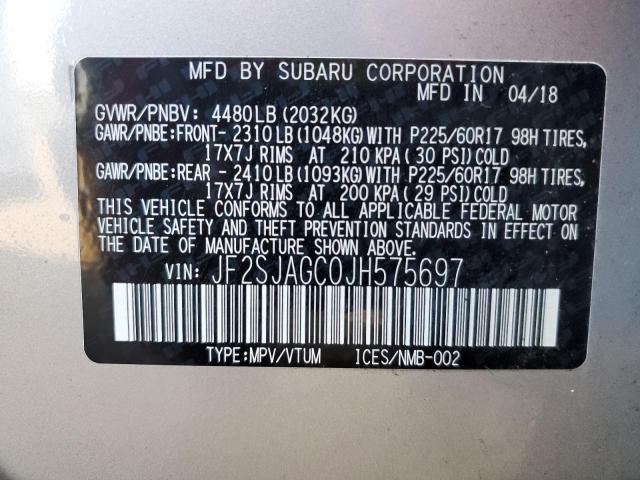 MFD BY SUBARU CORPORATION
MFD IN 04/18
GVWR/PNBV: 4480LB (2032KG)
GAWR/PNBE:FRONT- 2310LB (1048KG) WITH P225/60R17 98H TIRES,
17X7J RIMS AT 210 KPA (30 PSI) COLD
GAWR/PNBE:REAR - 2410LB (1093KG) WITH P225/60R17 98H TIRES,
17X7J RIMS AT 200 KPA (29 PSI) COLD
THIS VEHICLE CONFORMS TO ALL APPLICABLE FEDERAL MOTOR
VEHICLE SAFETY AND THEFT PREVENTION STANDARDS IN EFFECT ON
THE DATE OF MANUFACTURE SHOWN ABOVE.
VIN: JF2SJAGC0JH575697
TYPE:MPV/VTUM ICES/NMB-002